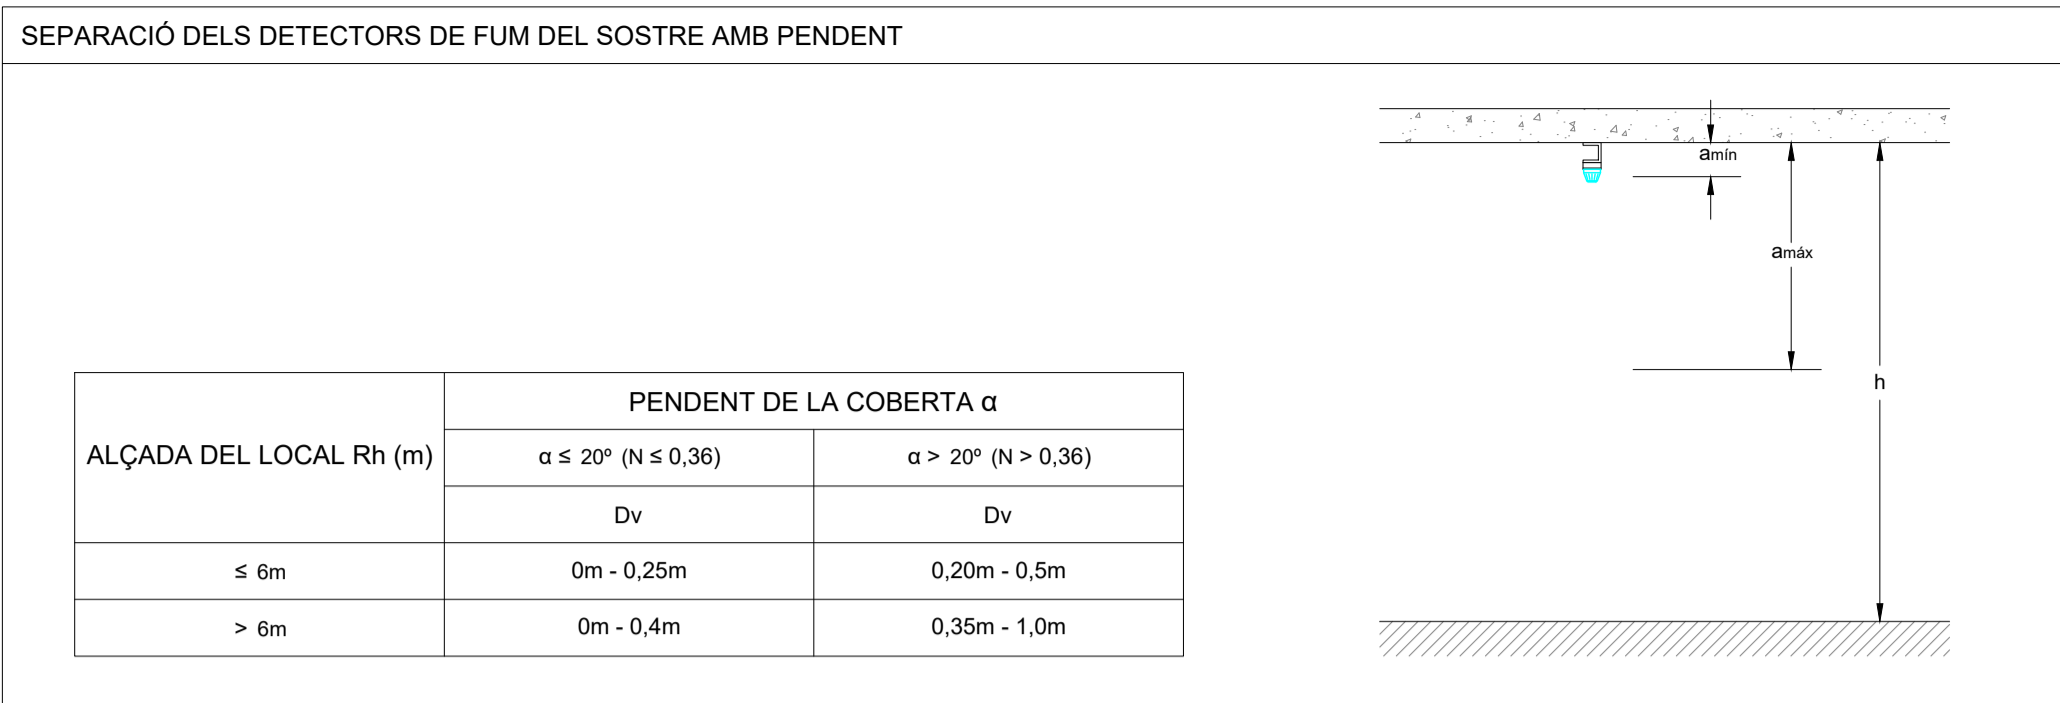 SEPARACIÓ DELS DETECTORS DE FUM DEL SOSTRE AMB PENDENT
amín
amáx
h
ALÇADA DEL LOCAL Rh (m)
PENDENT DE LA COBERTA α
α ≤ 20º (N ≤ 0,36)
α > 20º (N > 0,36)
Dv
Dv
≤ 6m
0m - 0,25m
0,20m - 0,5m
> 6m
0m - 0,4m
0,35m - 1,0m